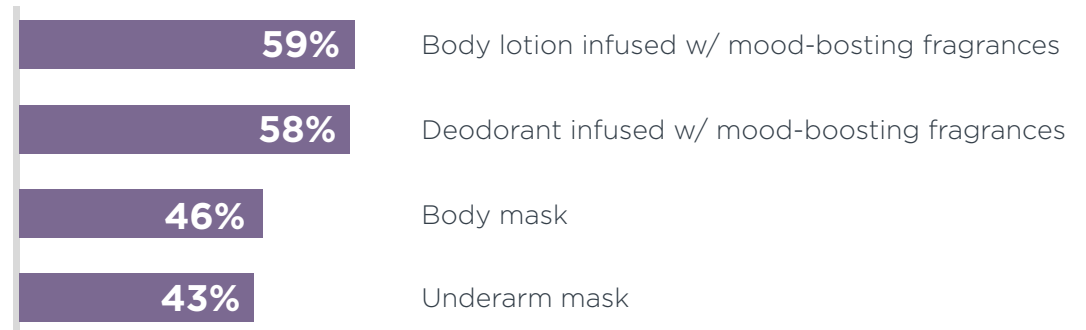 59% Body lotion infused w/ mood-bosting fragrances
58% Deodorant infused w/ mood-boosting fragrances
46% Body mask
43% Underarm mask